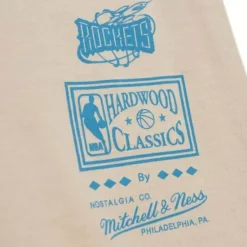 ROCKETS
HARDWOOD
CLASSICS
NBA
By
NOSTALGIA CO.
Mitchell & Ness
PHILADELPHIA, PA.